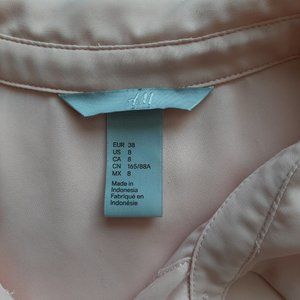 H&M
EUR 38
US 8
CA 8
CN 165/88A
MX 8
Made in
Indonesia
Fabriqué en
Indonésie